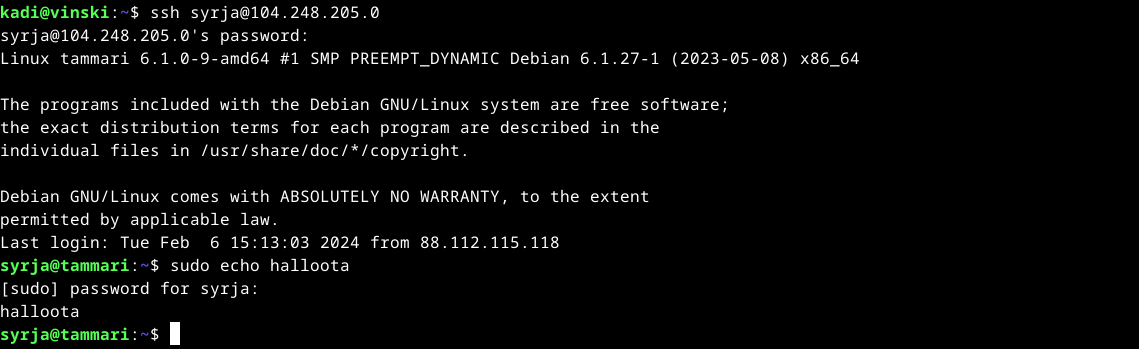 kadi@vinski:~$ ssh syrja@104.248.205.0
syrja@104.248.205.0's password:
Linux tammari 6.1.0-9-amd64 #1 SMP PREEMPT_DYNAMIC Debian 6.1.27-1 (2023-05-08) x86_64

The programs included with the Debian GNU/Linux system are free software;
the exact distribution terms for each program are described in the
individual files in /usr/share/doc/*/copyright.

Debian GNU/Linux comes with ABSOLUTELY NO WARRANTY, to the extent
permitted by applicable law.
Last login: Tue Feb  6 15:13:03 2024 from 88.112.115.118
syrja@tammari:~$ sudo echo halloota
[sudo] password for syrja:
halloota
syrja@tammari:~$